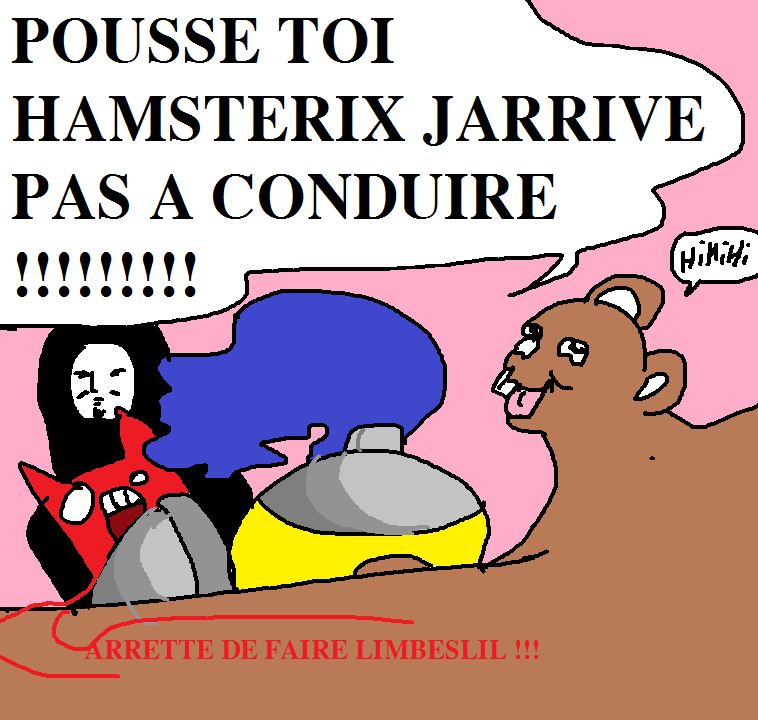 POUSSE TOI
HAMSTERIX JARRIVE
PAS A CONDUIRE
!!!!!!!!!
HiHiHi
ARRETTE DE FAIRE LIMBESLIL !!!